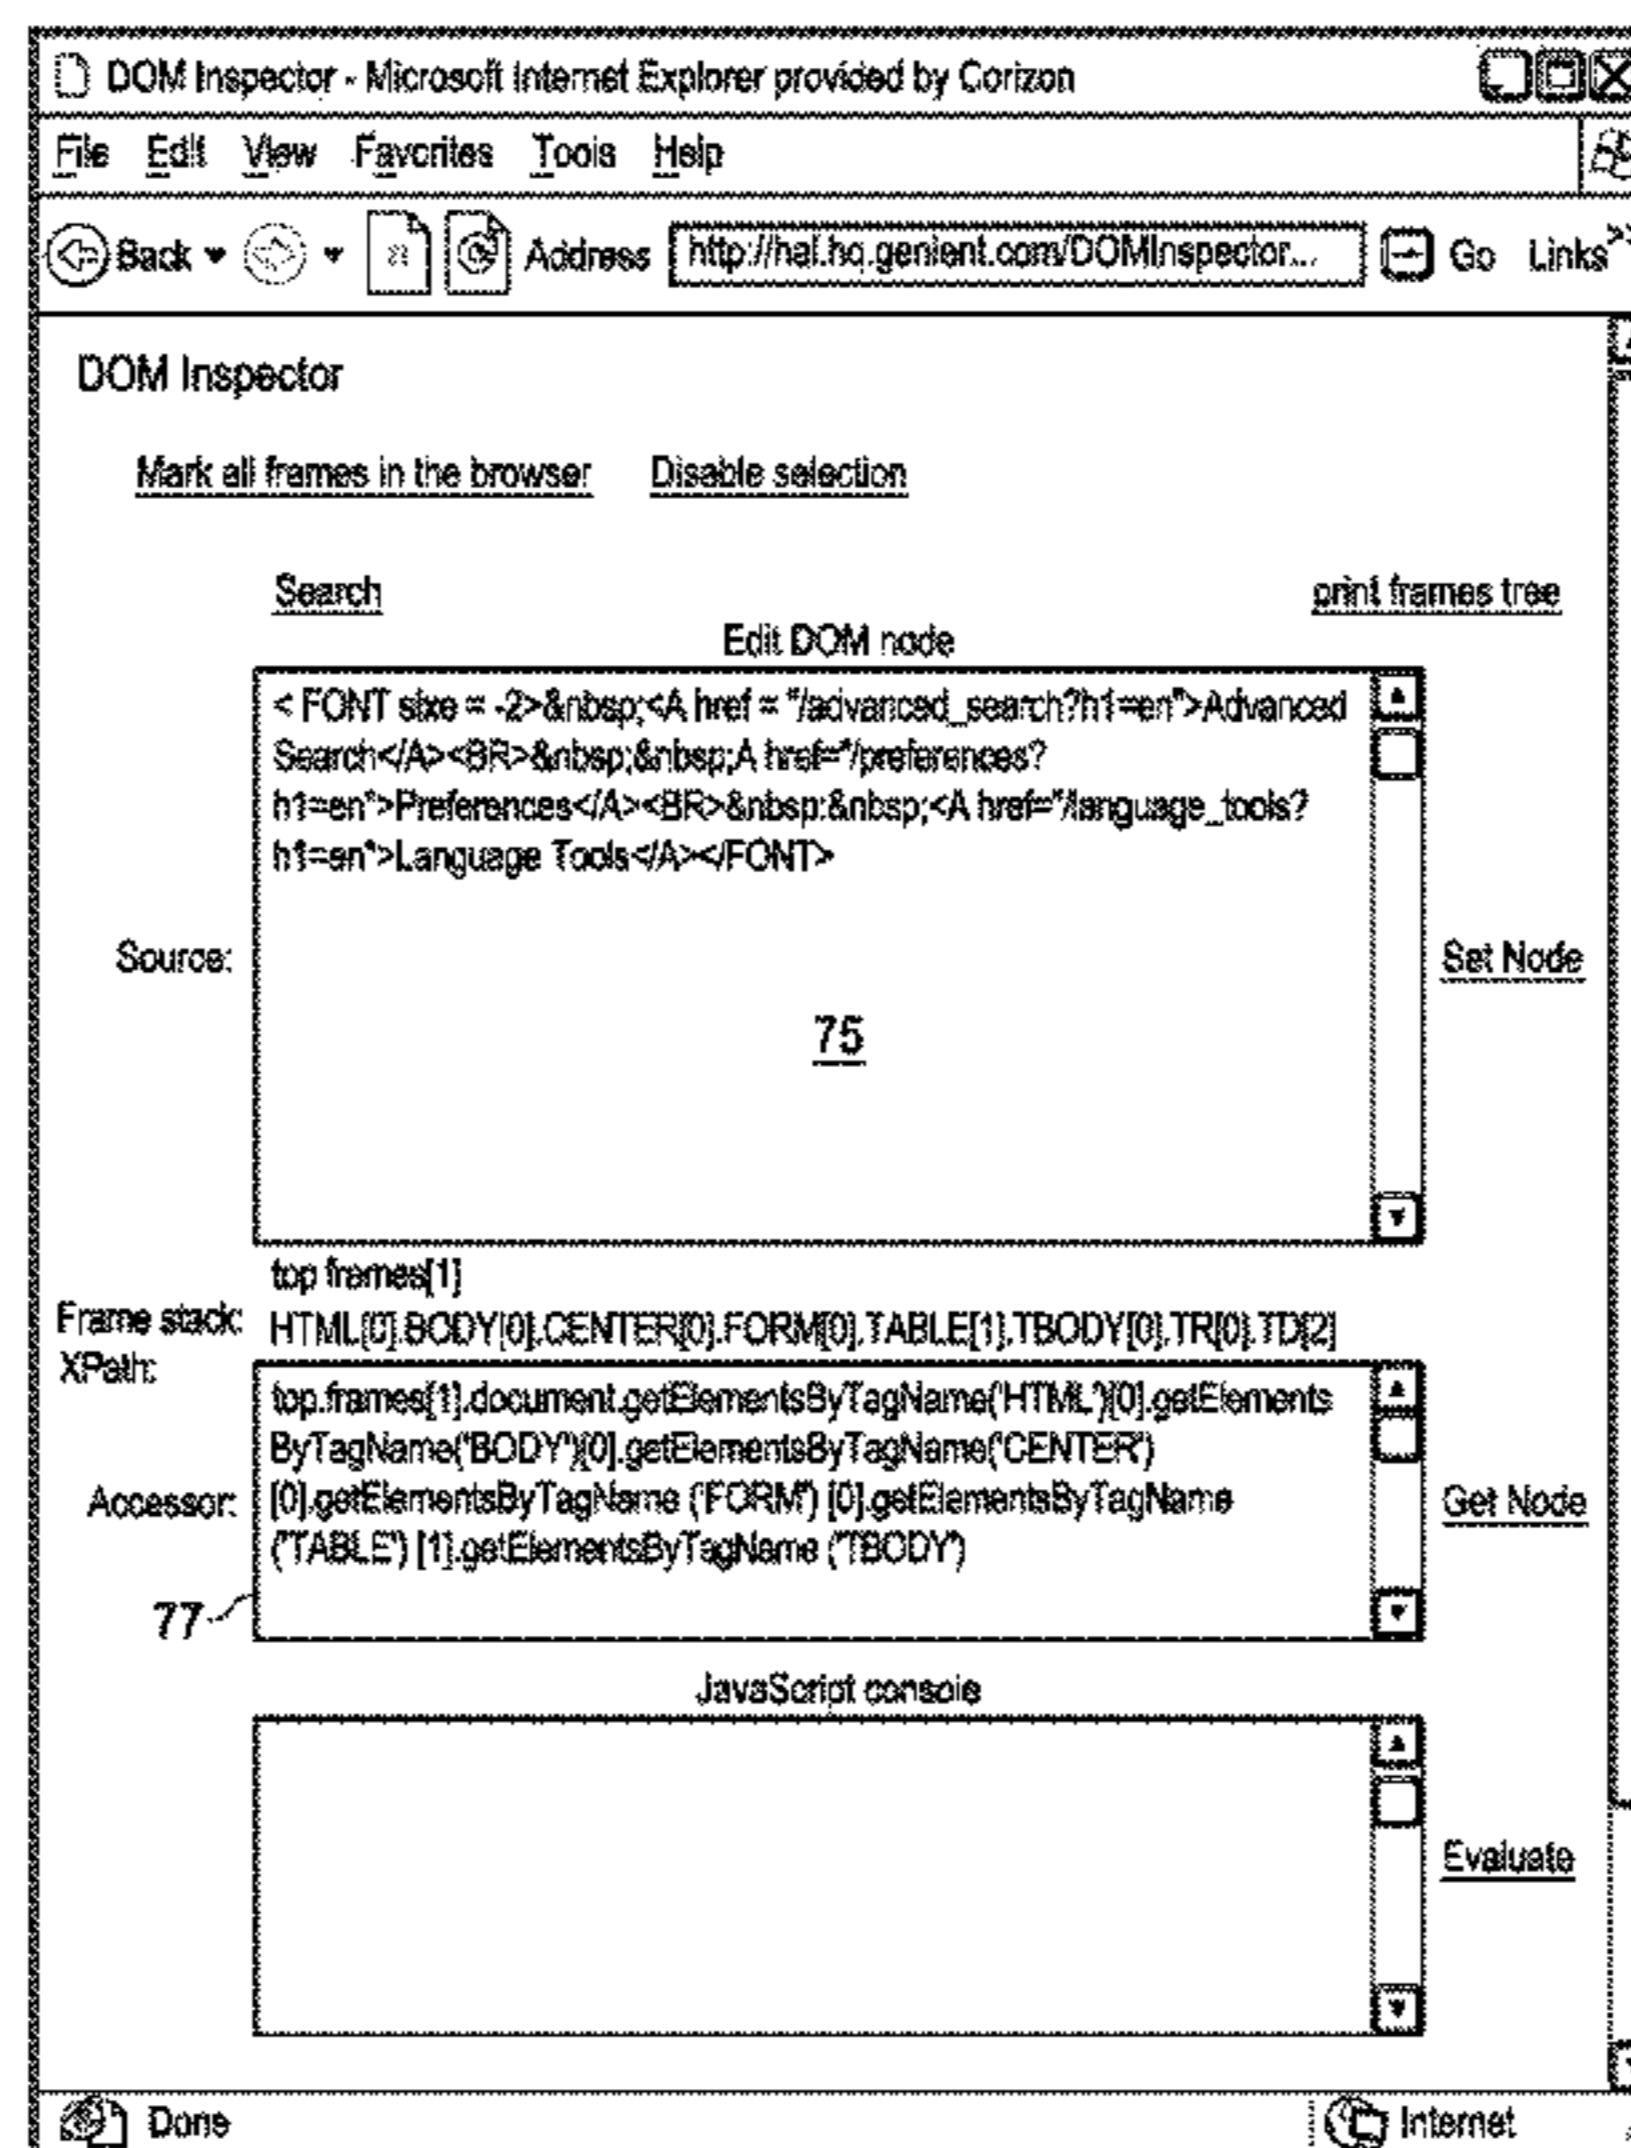 DOM Inspector - Microsoft Internet Explorer provided by Corizon
File Edit View Favorites Tools Help
Back Address http://hal.hq.genient.com/DOMInspector... Go Links >>
DOM Inspector
Mark all frames in the browser Disable selection
Search print frames tree
Edit DOM node
< FONT sixe = -2>&nbsp;<A href = "/advanced_search?h1=en">Advanced
Search</A><BR>&nbsp;&nbsp;A href="/preferences?
h1=en">Preferences</A><BR>&nbsp:&nbsp;<A href="/language_tools?
h1=en">Language Tools</A></FONT>
Source: Set Node
75
top frames[1]
Frame stack: HTML[0].BODY[0].CENTER[0].FORM[0].TABLE[1].TBODY[0].TR[0].TD[2]
XPath:
top.frames[1].document.getElementsByTagName('HTML')[0].getElements
ByTagName('BODY')[0].getElementsByTagName('CENTER')
Accessor: [0].getElementsByTagName ('FORM') [0].getElementsByTagName Get Node
('TABLE') [1].getElementsByTagName ('TBODY')
77
JavaScript console
Evaluate
Done Internet